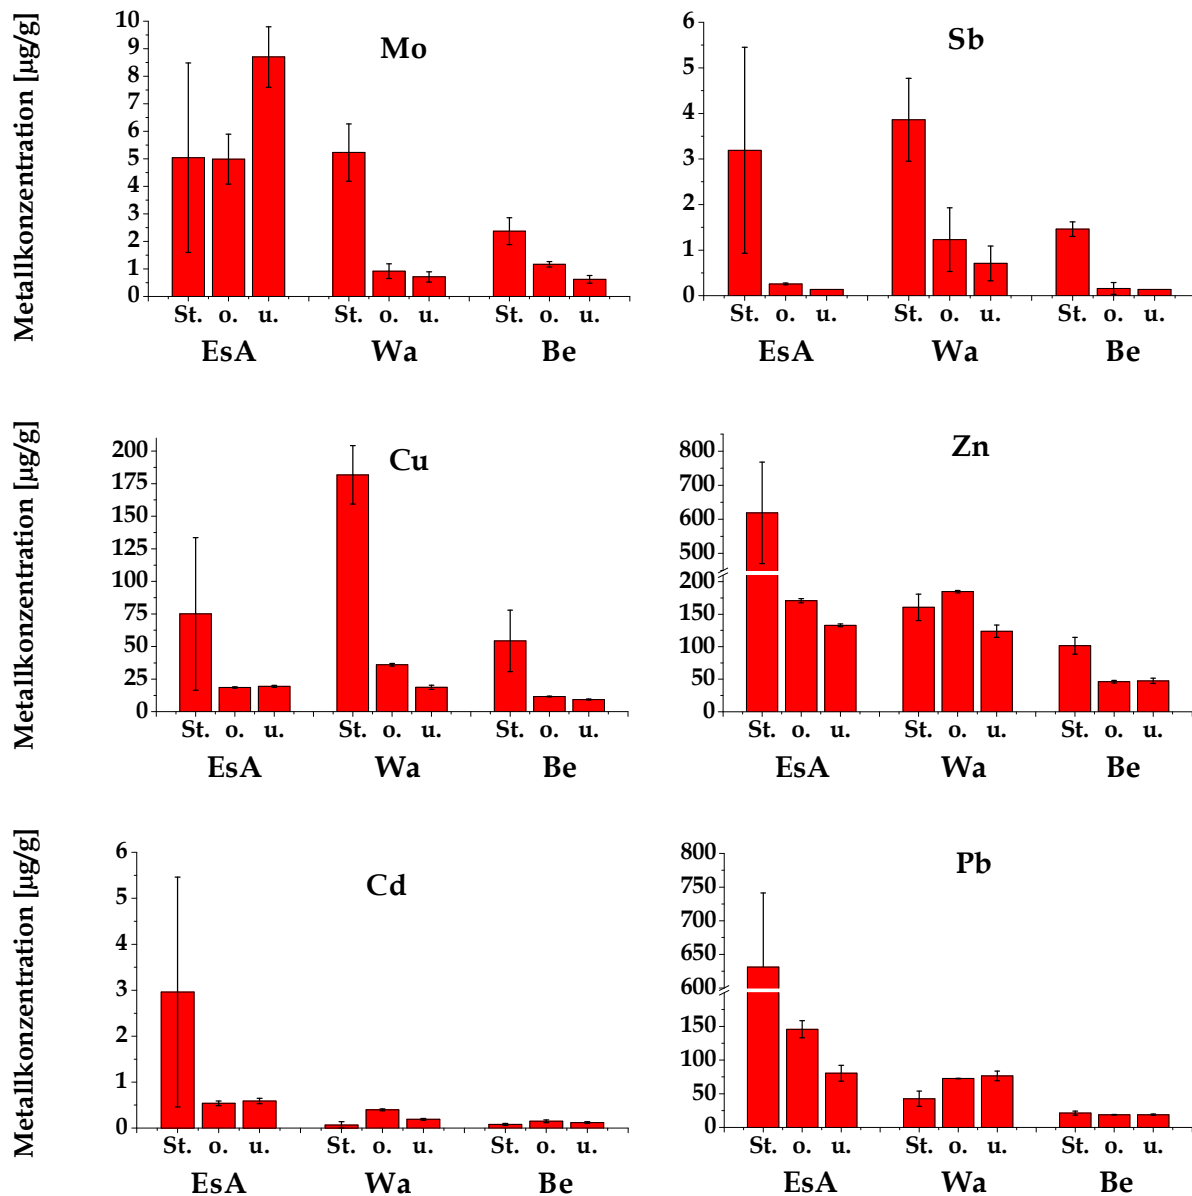 Metallkonzentration [µg/g]
Mo
10
9
8
7
6
5
4
3
2
1
0
St. o. u. St. o. u. St. o. u.
EsA Wa Be
Sb
6
5
4
3
2
1
0
St. o. u. St. o. u. St. o. u.
EsA Wa Be
Metallkonzentration [µg/g]
Cu
200
175
150
125
100
75
50
25
0
St. o. u. St. o. u. St. o. u.
EsA Wa Be
Zn
800
700
600
500
200
150
100
50
0
St. o. u. St. o. u. St. o. u.
EsA Wa Be
Metallkonzentration [µg/g]
Cd
6
5
4
3
2
1
0
St. o. u. St. o. u. St. o. u.
EsA Wa Be
Pb
800
750
700
650
600
150
100
50
0
St. o. u. St. o. u. St. o. u.
EsA Wa Be